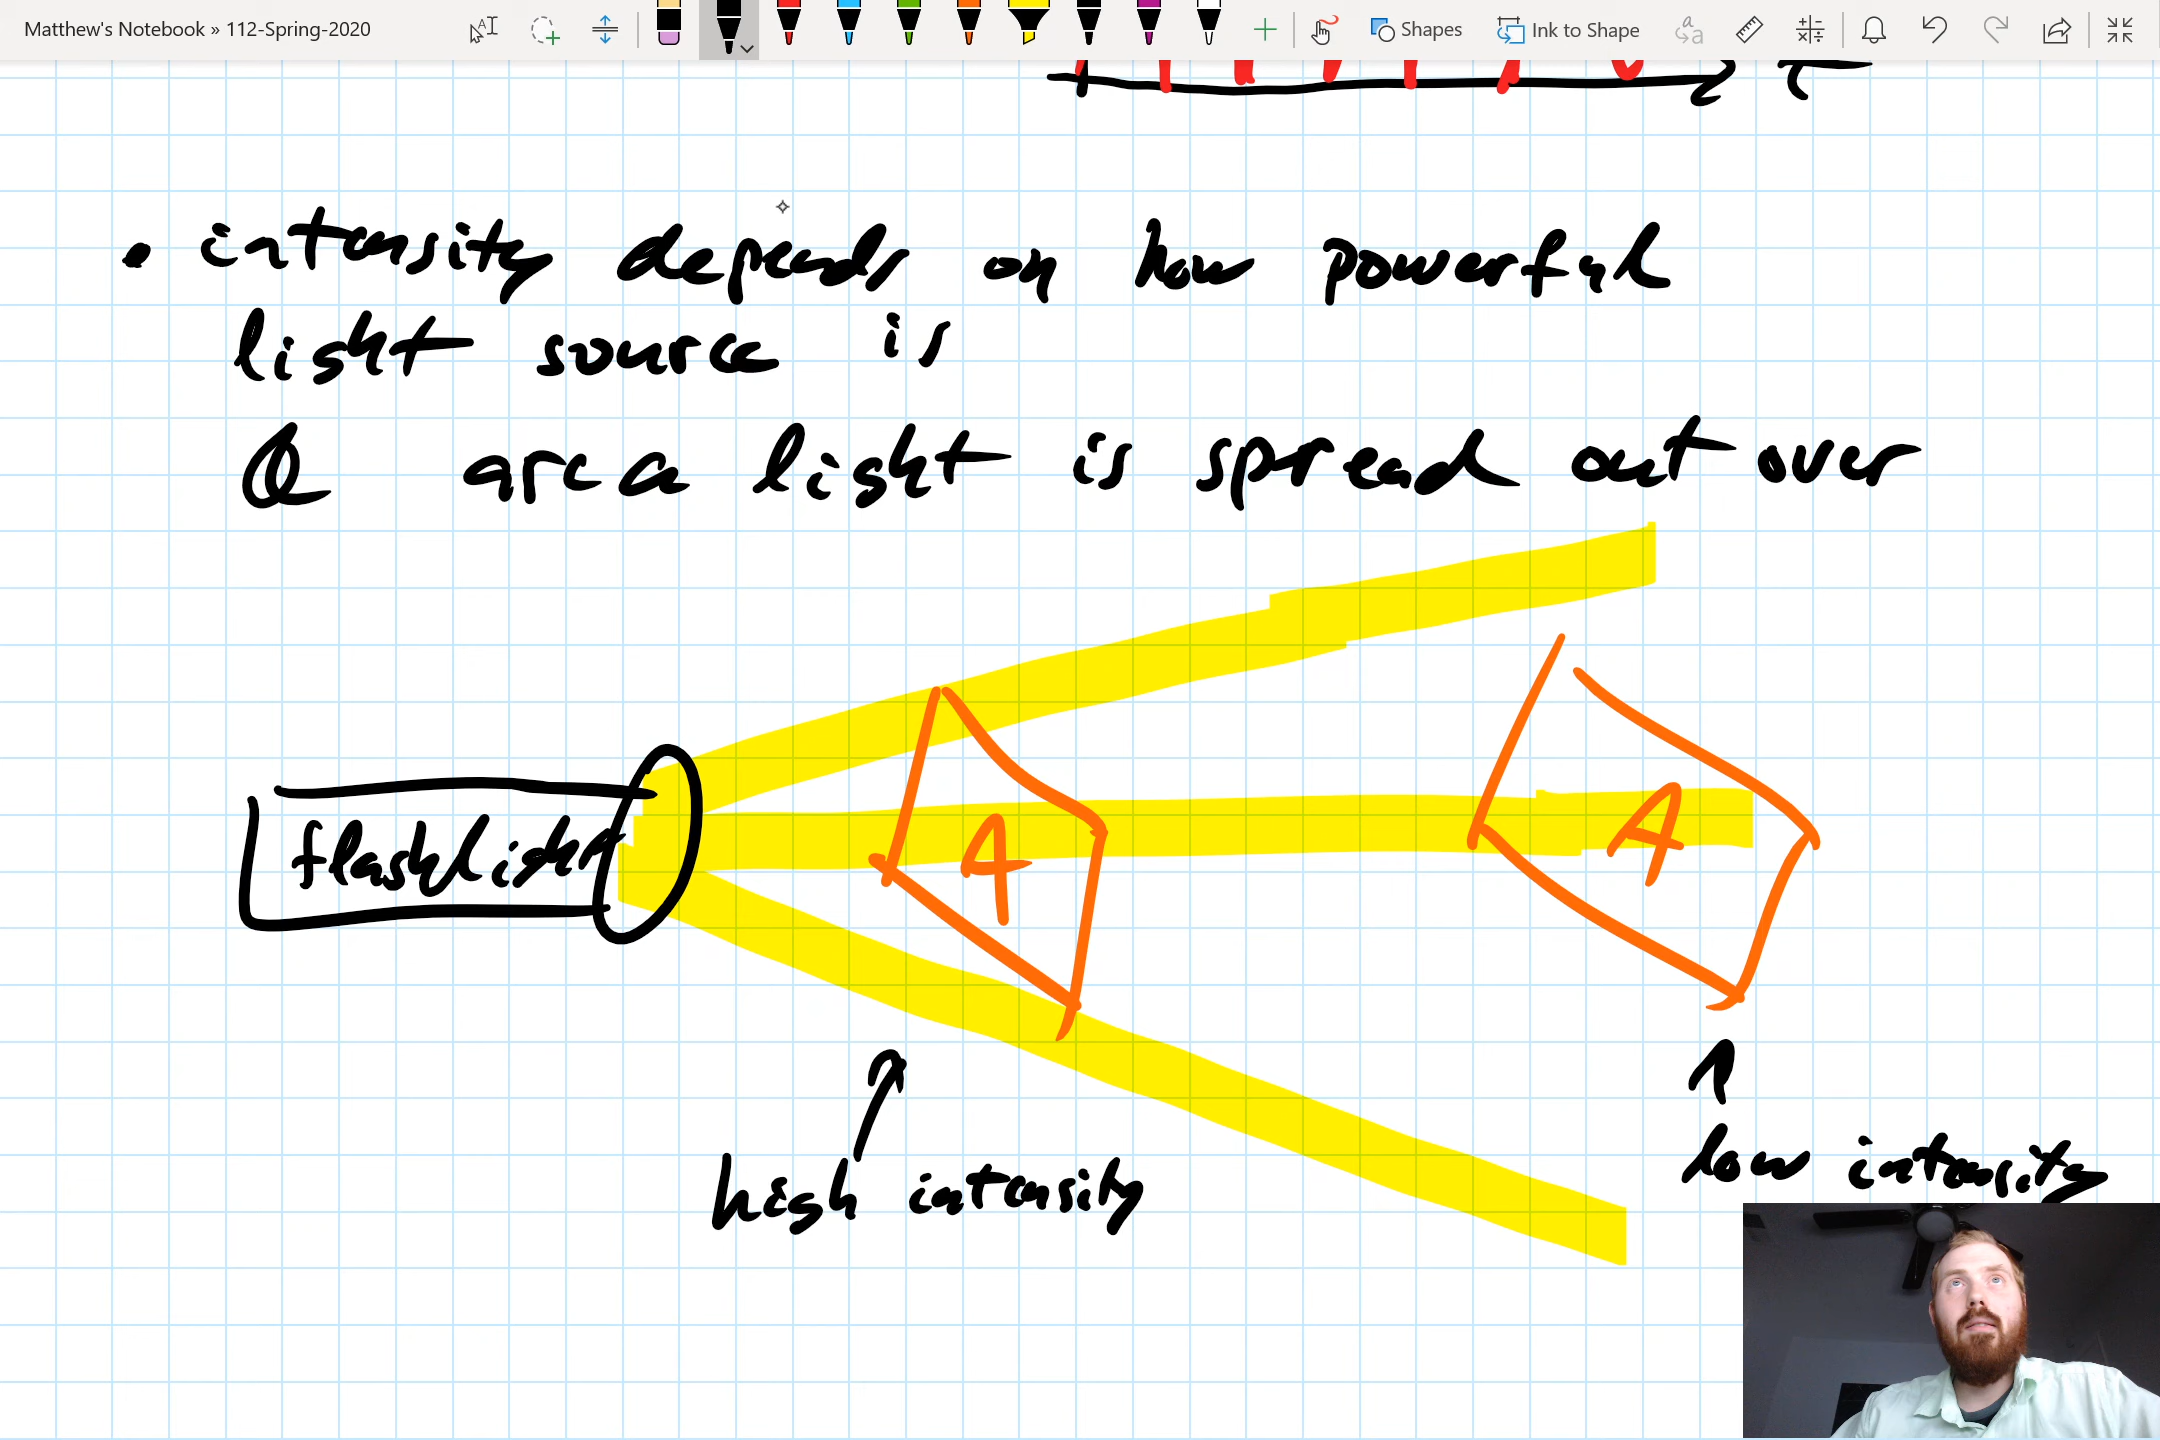 Matthew's Notebook » 112-Spring-2020
Shapes
Ink to Shape
• intensity depends on how powerful
light source is
& area light is spread out over
flashlight
A
A
high intensity
low intensity